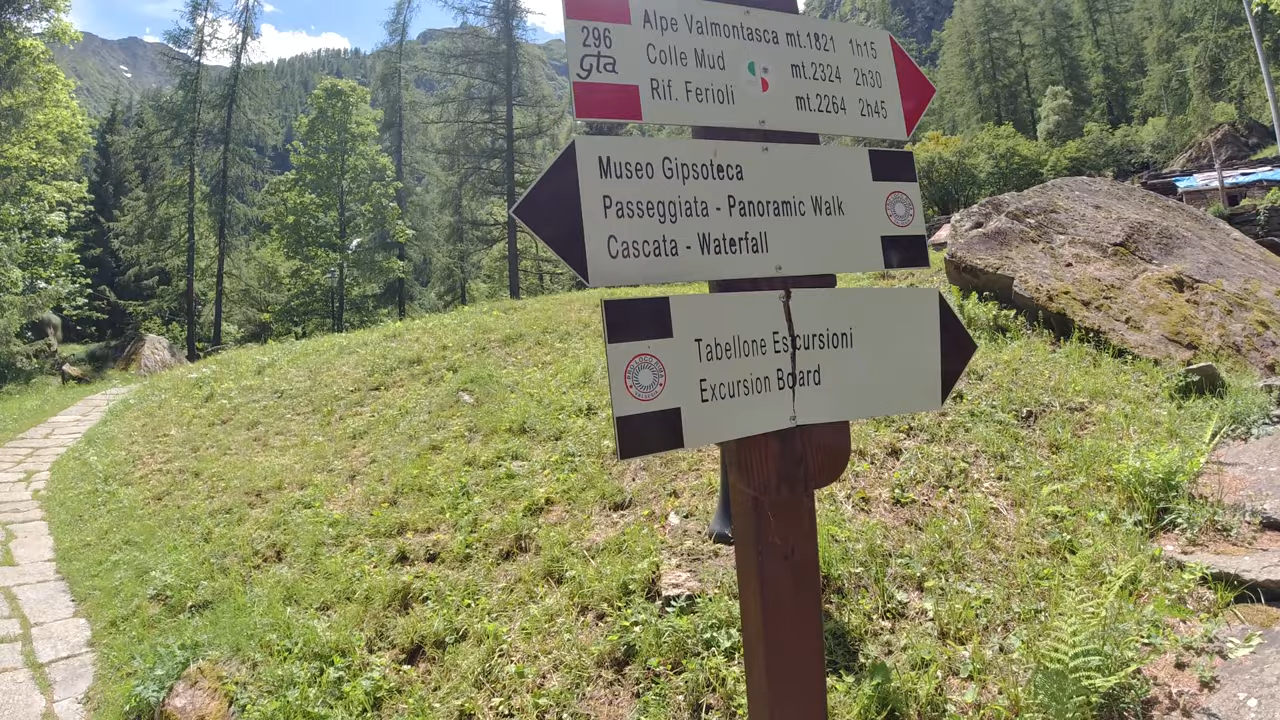 296
gta
Alpe Valmontasca mt.1821 1h15
Colle Mud mt.2324 2h30
Rif. Ferioli mt.2264 2h45
Museo Gipsoteca
Passeggiata - Panoramic Walk
Cascata - Waterfall
Tabellone Escursioni
Excursion Board